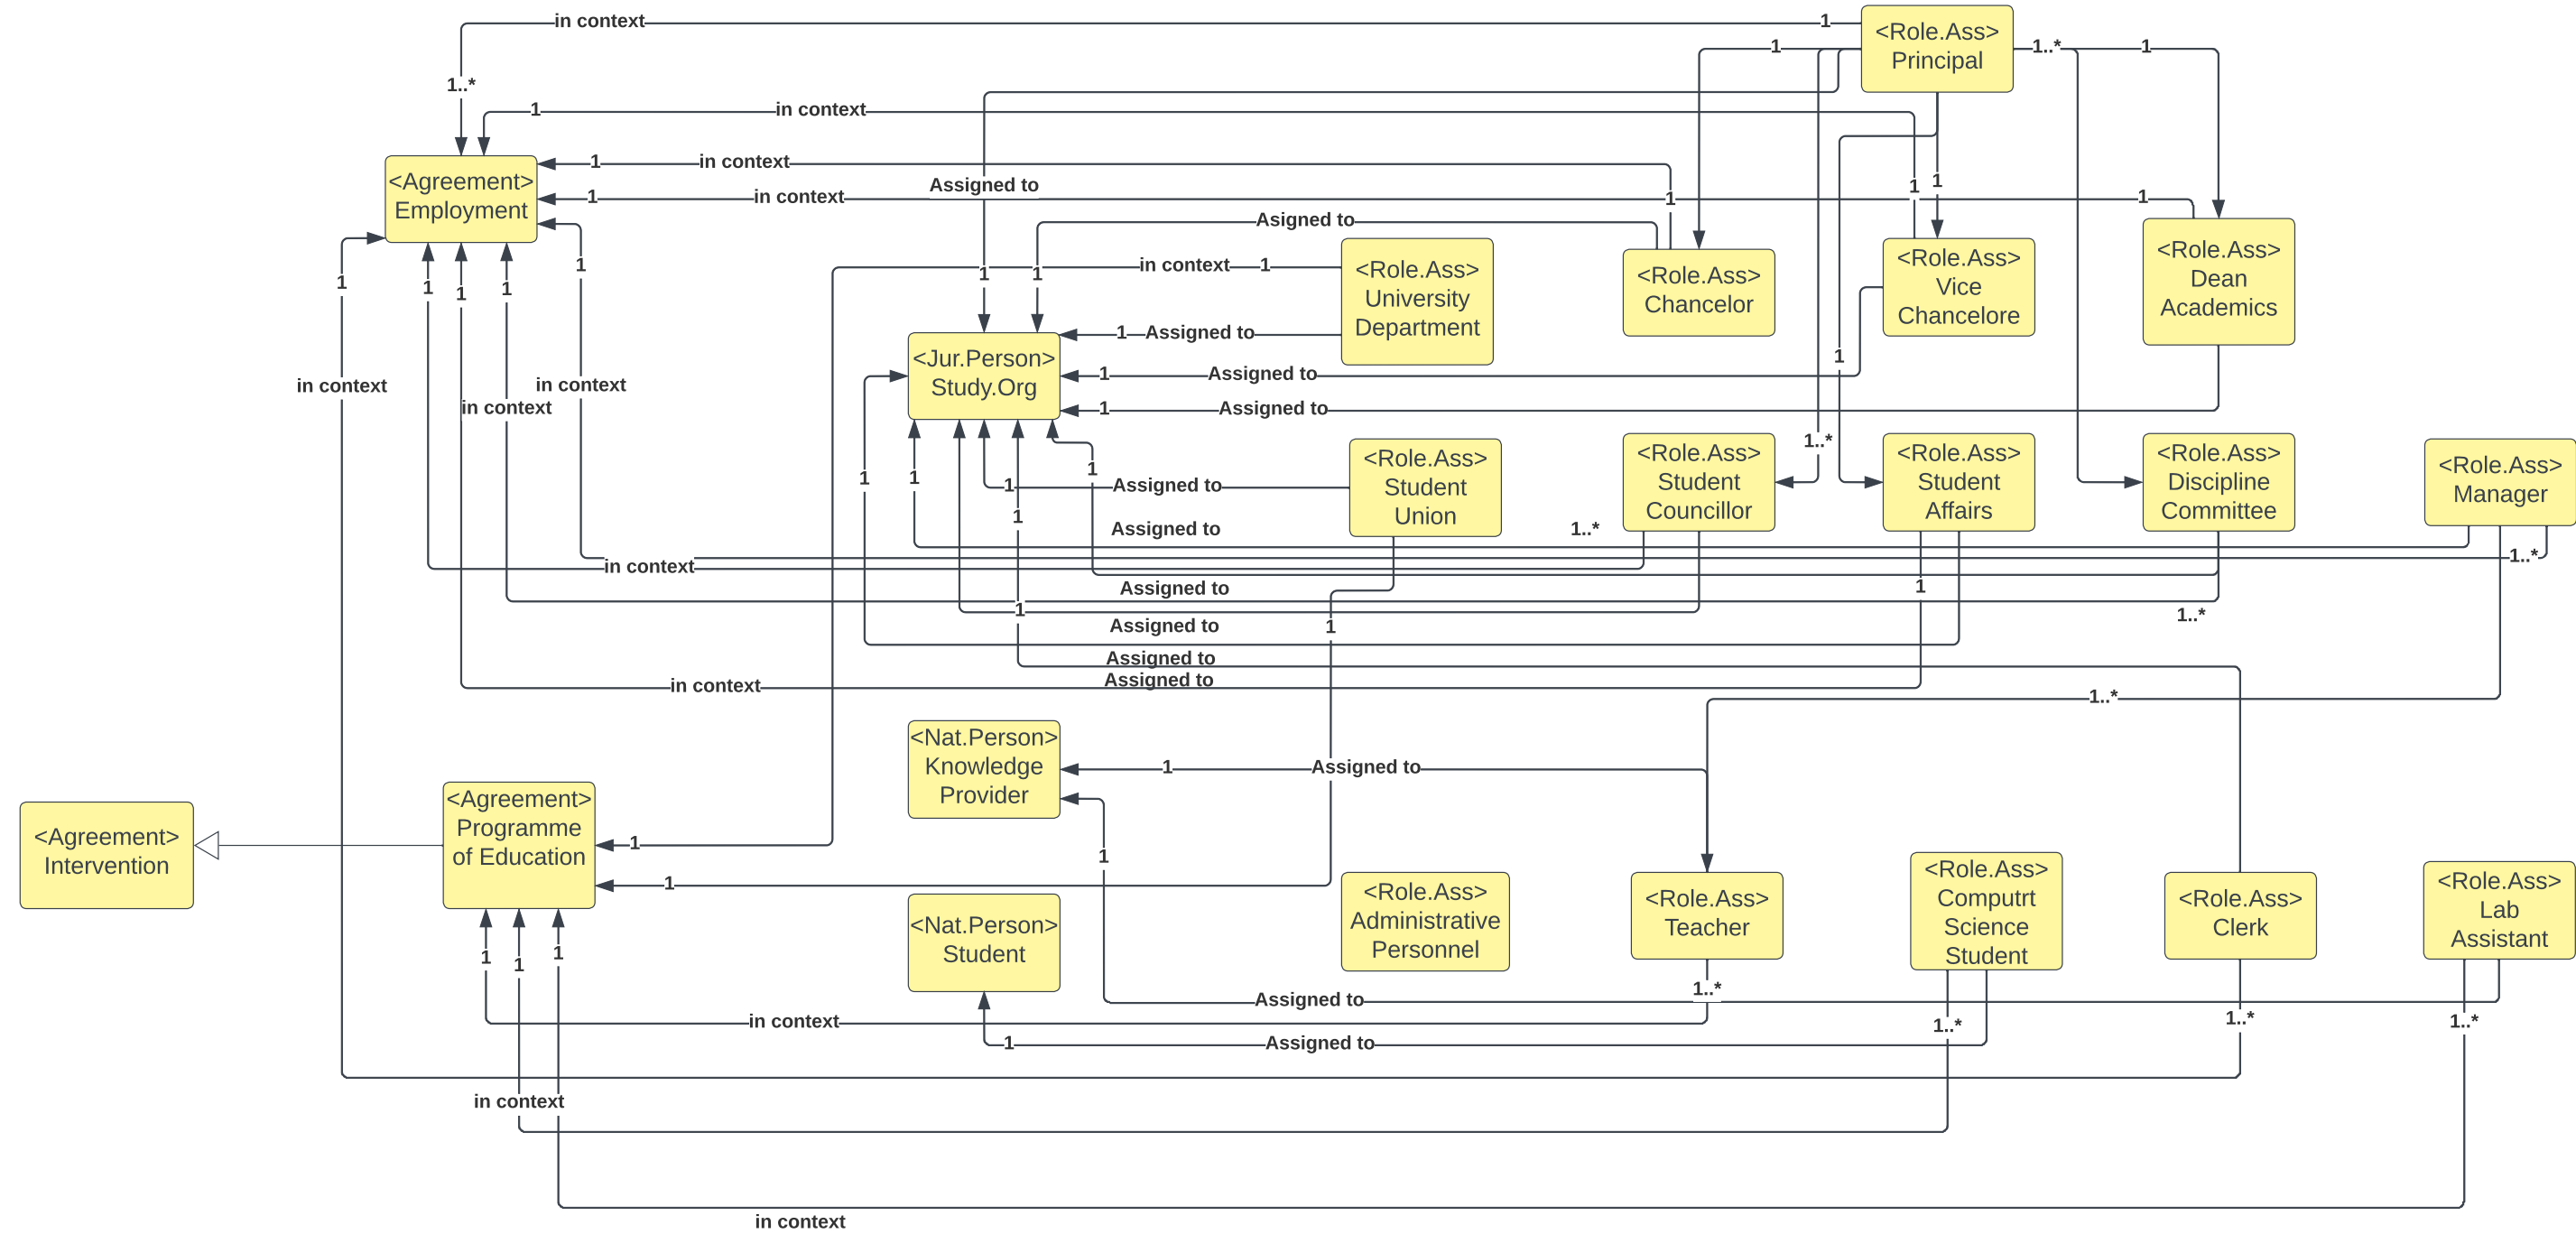 in context
1
<Role.Ass>
Principal
1
1..*
1
1..*
1
in context
1
in context
Assigned to
1
1
1
<Agreement>
Employment
1
in context
1
1
Asigned to
<Role.Ass>
University
Department
<Role.Ass>
Chancelor
<Role.Ass>
Vice
Chancelore
<Role.Ass>
Dean
Academics
1
1
1
1
1
1
1
in context
1
1
Assigned to
<Jur.Person>
Study.Org
1
Assigned to
1
in context
in context
in context
1
Assigned to
1..*
<Role.Ass>
Student
Union
<Role.Ass>
Student
Councillor
<Role.Ass>
Student
Affairs
<Role.Ass>
Discipline
Committee
<Role.Ass>
Manager
1
1
1
1
Assigned to
1
Assigned to
1..*
1..*
in context
Assigned to
1
1
1
1..*
Assigned to
Assigned to
in context
Assigned to
1..*
<Nat.Person>
Knowledge
Provider
1
Assigned to
<Agreement>
Intervention
<Agreement>
Programme
of Education
1
1
1
<Nat.Person>
Student
<Role.Ass>
Administrative
Personnel
<Role.Ass>
Teacher
<Role.Ass>
Computrt
Science
Student
<Role.Ass>
Clerk
<Role.Ass>
Lab
Assistant
1
1
1
1..*
Assigned to
in context
1..*
1..*
1..*
1
Assigned to
in context
in context